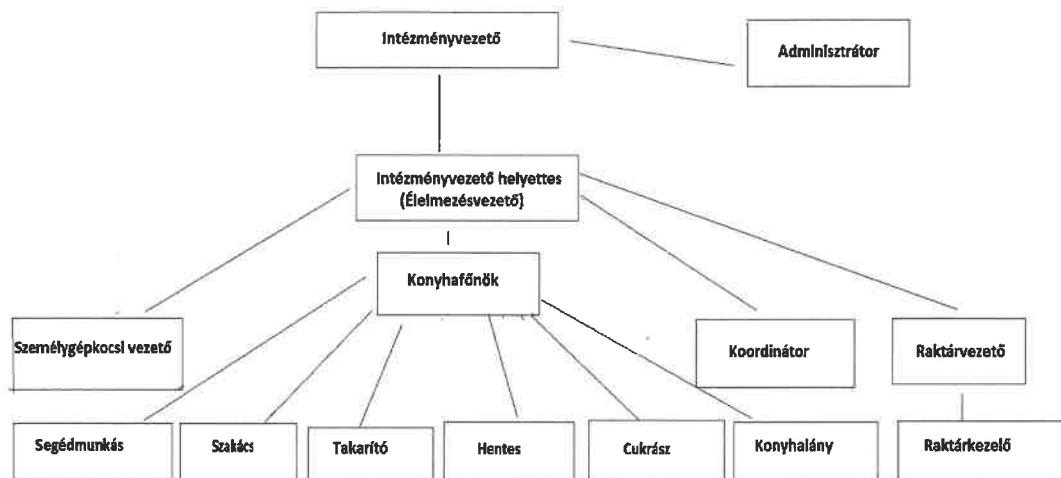 Intézményvezető
Adminisztrátor
Intézményvezető helyettes
(Élelmezésvezető)
Konyhafőnök
Személygépkocsi vezető
Koordinátor
Raktárvezető
Segédmunkás
Szakács
Takarító
Hentes
Cukrász
Konyhalány
Raktárkezelő